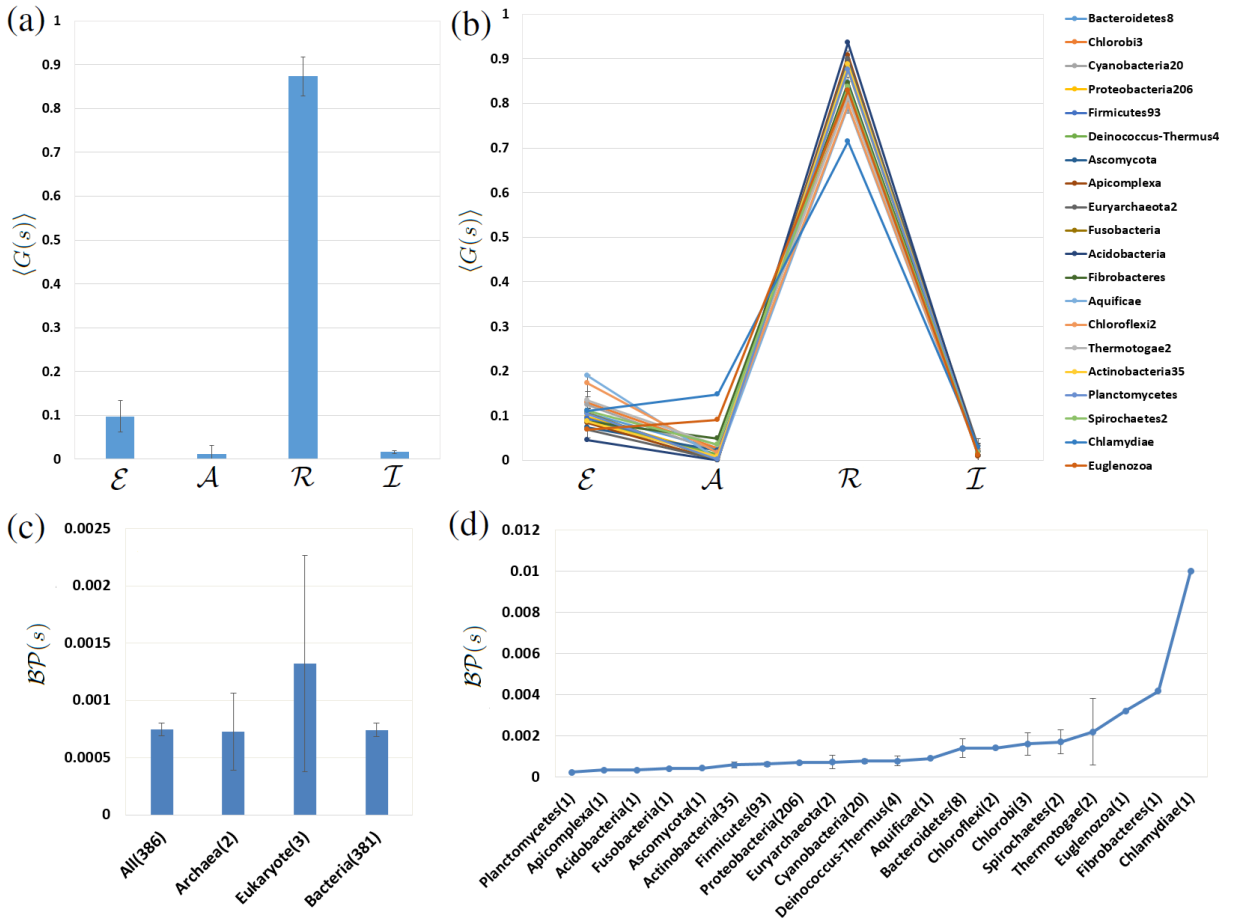 (a)
1
0.9
0.8
0.7
0.6
0.5
0.4
0.3
0.2
0.1
0
⟨G(s)⟩
ℰ 𝒜 ℛ ℐ
(b)
1
0.9
0.8
0.7
0.6
0.5
0.4
0.3
0.2
0.1
0
⟨G(s)⟩
ℰ 𝒜 ℛ ℐ
Bacteroidetes8
Chlorobi3
Cyanobacteria20
Proteobacteria206
Firmicutes93
Deinococcus-Thermus4
Ascomycota
Apicomplexa
Euryarchaeota2
Fusobacteria
Acidobacteria
Fibrobacteres
Aquificae
Chloroflexi2
Thermotogae2
Actinobacteria35
Planctomycetes
Spirochaetes2
Chlamydiae
Euglenozoa
(c)
0.0025
0.002
0.0015
0.001
0.0005
0
ℬ𝒫(s)
All(386)
Archaea(2)
Eukaryote(3)
Bacteria(381)
(d)
0.012
0.01
0.008
0.006
0.004
0.002
0
ℬ𝒫(s)
Planctomycetes(1)
Apicomplexa(1)
Acidobacteria(1)
Fusobacteria(1)
Ascomycota(1)
Actinobacteria(35)
Firmicutes(93)
Proteobacteria(206)
Euryarchaeota(2)
Cyanobacteria(20)
Deinococcus-Thermus(4)
Aquificae(1)
Bacteroidetes(8)
Chloroflexi(2)
Chlorobi(3)
Spirochaetes(2)
Thermotogae(2)
Euglenozoa(1)
Fibrobacteres(1)
Chlamydiae(1)